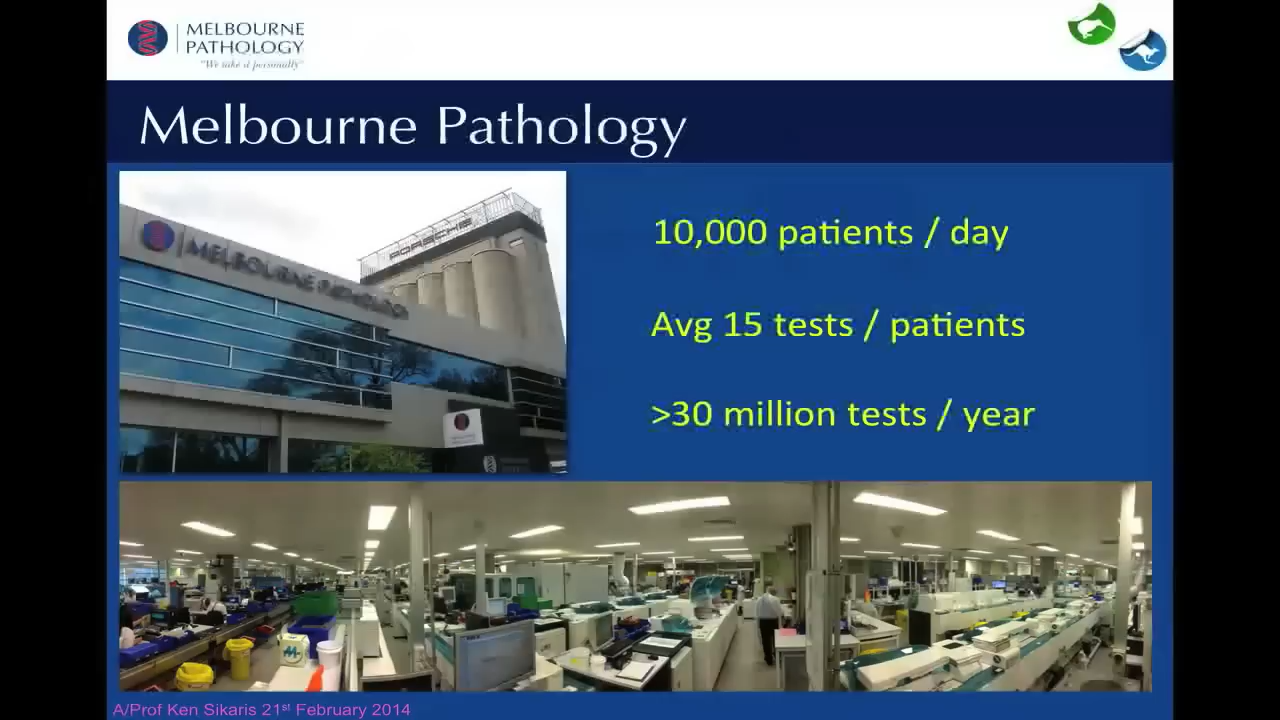 MELBOURNE
PATHOLOGY
"We take it personally"
Melbourne Pathology
MELBOURNE PATHOLOGY
PORSCHE
10,000 patients / day
Avg 15 tests / patients
>30 million tests / year
A/Prof Ken Sikaris 21st February 2014